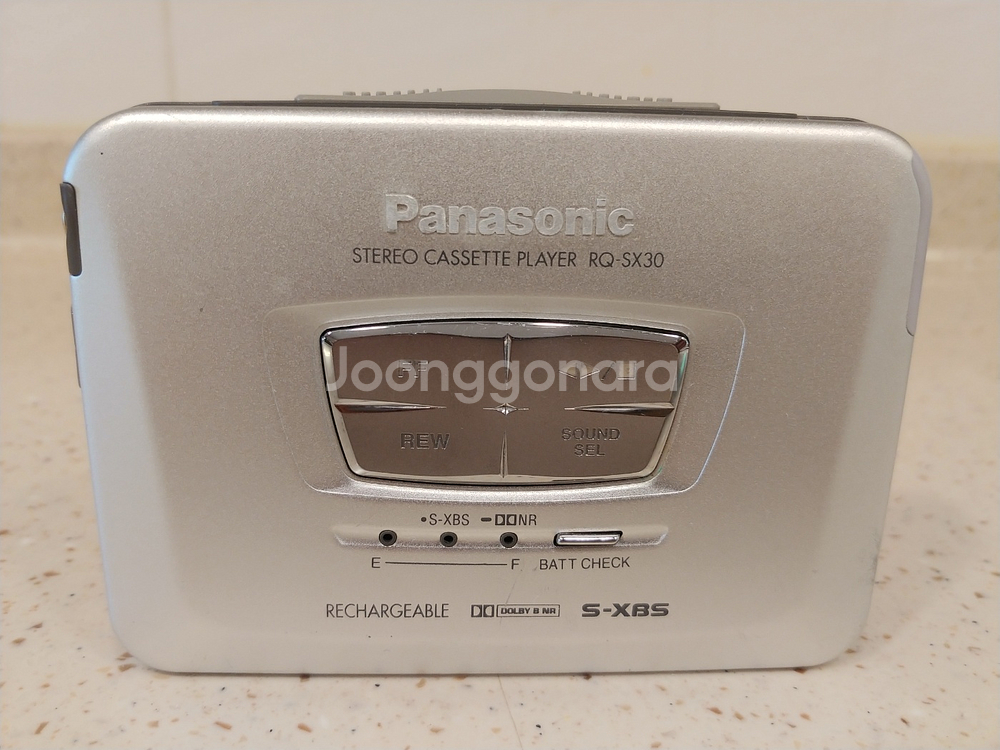 Panasonic
STEREO CASSETTE PLAYER RQ-SX30
Joonggonara
FF
REW
SOUND
SEL
•S-XBS
NR
E F BATT CHECK
RECHARGEABLE DOLBY B NR S-XBS